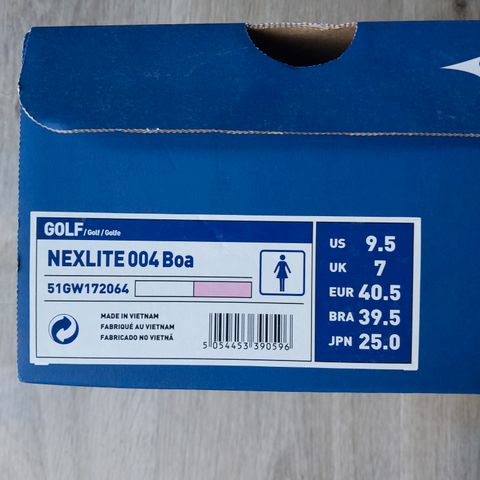 GOLF / Golf / Golfe
NEXLITE 004 Boa
51GW172064
MADE IN VIETNAM
FABRIQUÉ AU VIETNAM
FABRICADO NO VIETNÃ
5 054453 390596
US 9.5
UK 7
EUR 40.5
BRA 39.5
JPN 25.0